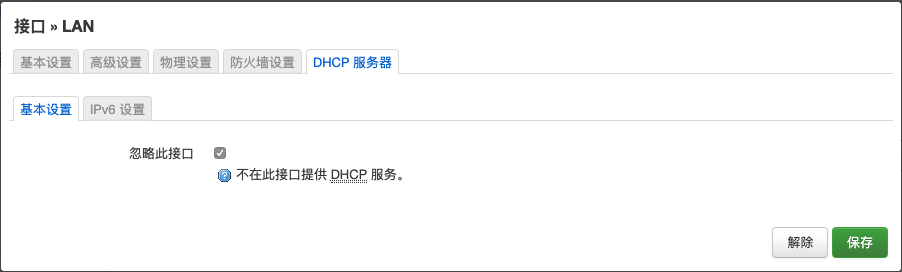 接口 » LAN
基本设置 高级设置 物理设置 防火墙设置 DHCP 服务器
基本设置 IPv6 设置
忽略此接口
不在此接口提供 DHCP 服务。
解除 保存